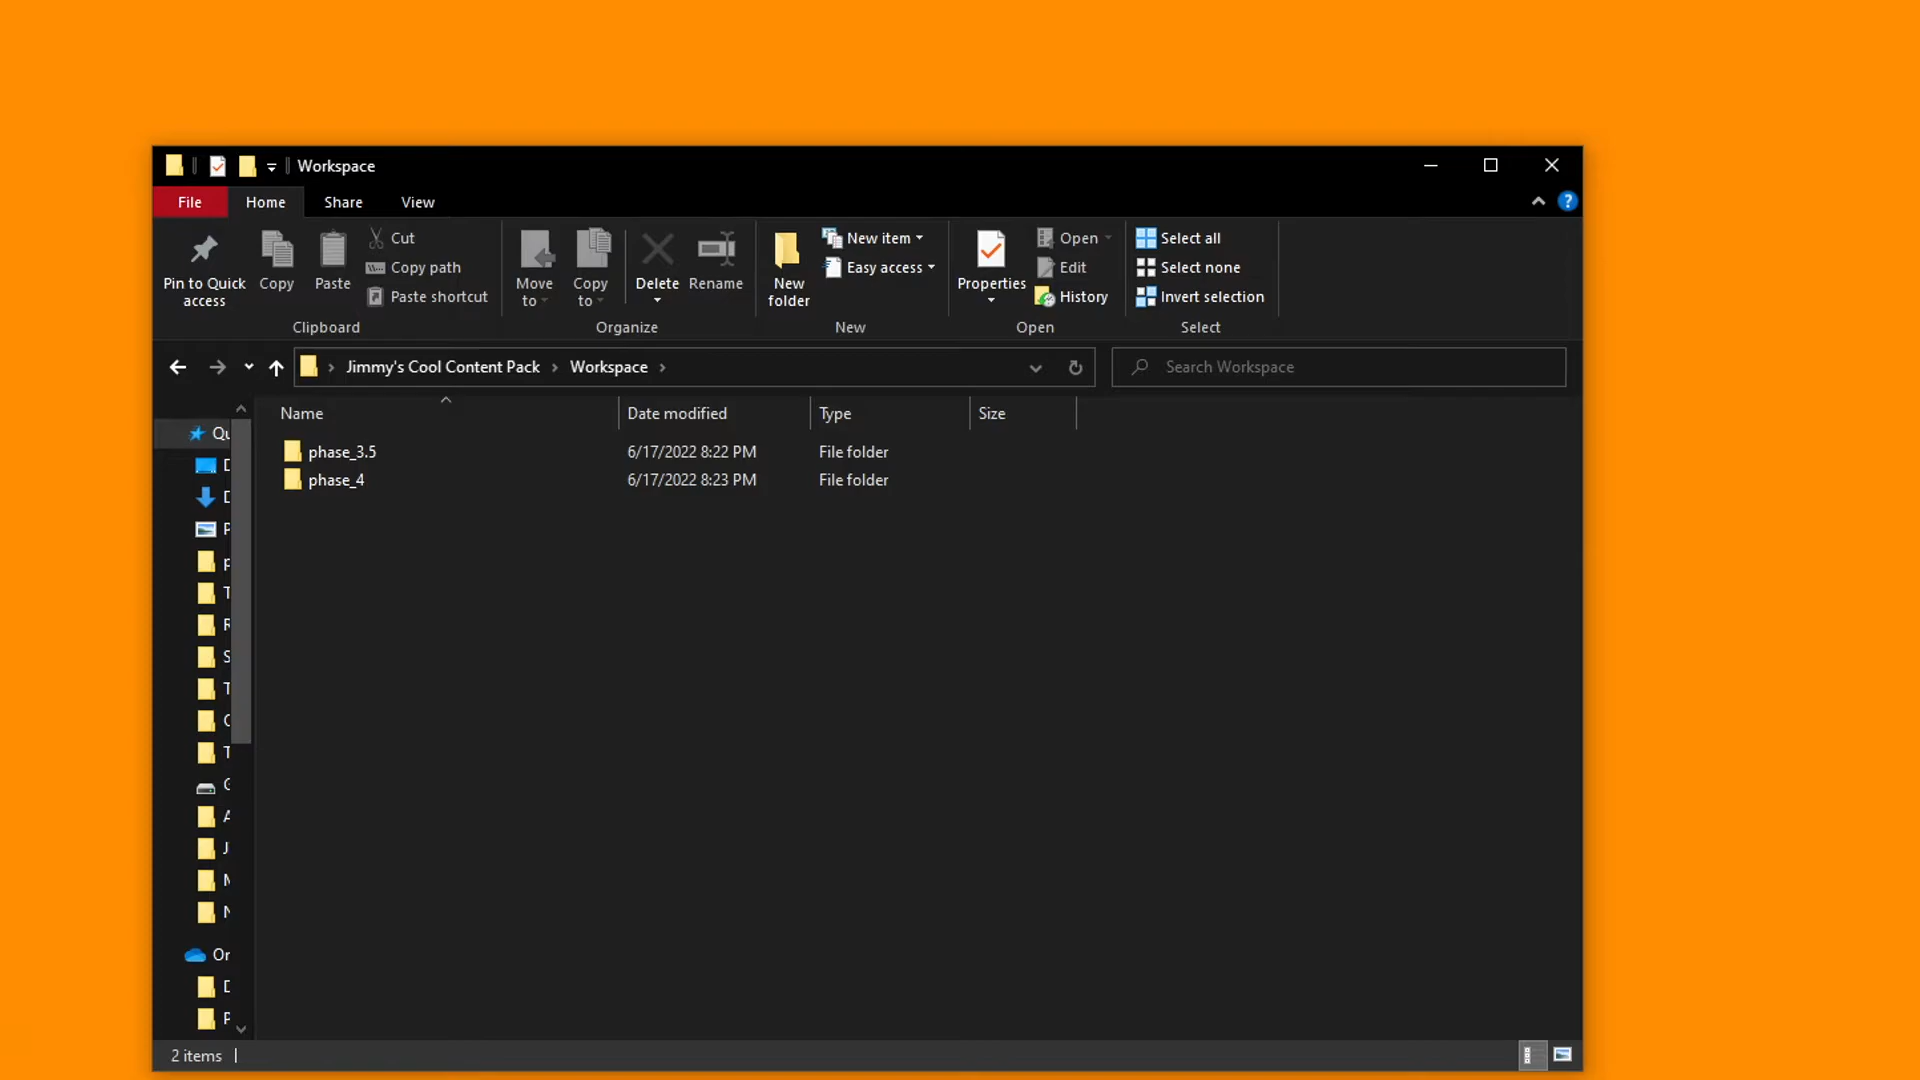 Workspace
File Home Share View
Pin to Quick access
Copy
Paste
Cut
Copy path
Paste shortcut
Move to
Copy to
Delete
Rename
New folder
New item
Easy access
Properties
Open
Edit
History
Select all
Select none
Invert selection
Clipboard Organize New Open Select
Jimmy's Cool Content Pack Workspace
Search Workspace
Name Date modified Type Size
phase_3.5 6/17/2022 8:22 PM File folder
phase_4 6/17/2022 8:23 PM File folder
2 items